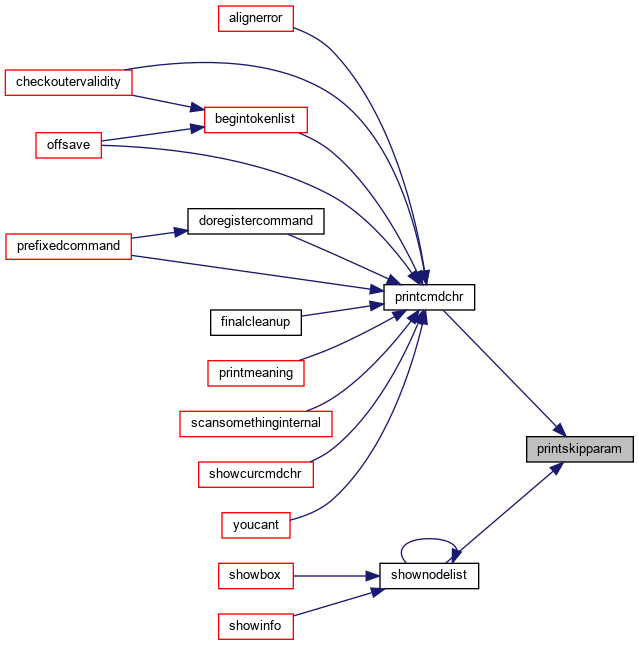 alignerror
checkoutervalidity
begintokenlist
offsave
doregistercommand
prefixedcommand
printcmdchr
finalcleanup
printmeaning
scansomethinginternal
printskipparam
showcurcmdchr
youcant
showbox
shownodelist
showinfo